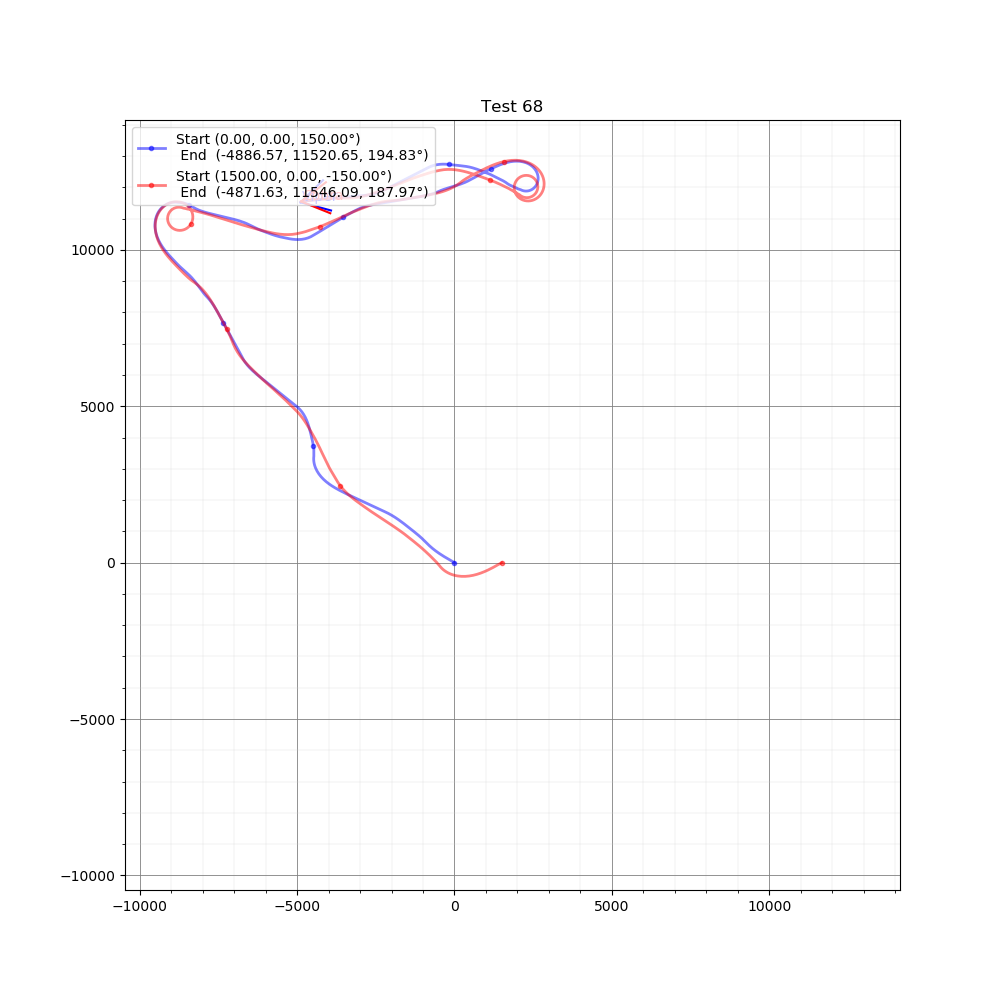 Test 68
Start (0.00, 0.00, 150.00°)
End  (-4886.57, 11520.65, 194.83°)
Start (1500.00, 0.00, -150.00°)
End  (-4871.63, 11546.09, 187.97°)
10000
5000
0
−5000
−10000
−10000 −5000 0 5000 10000